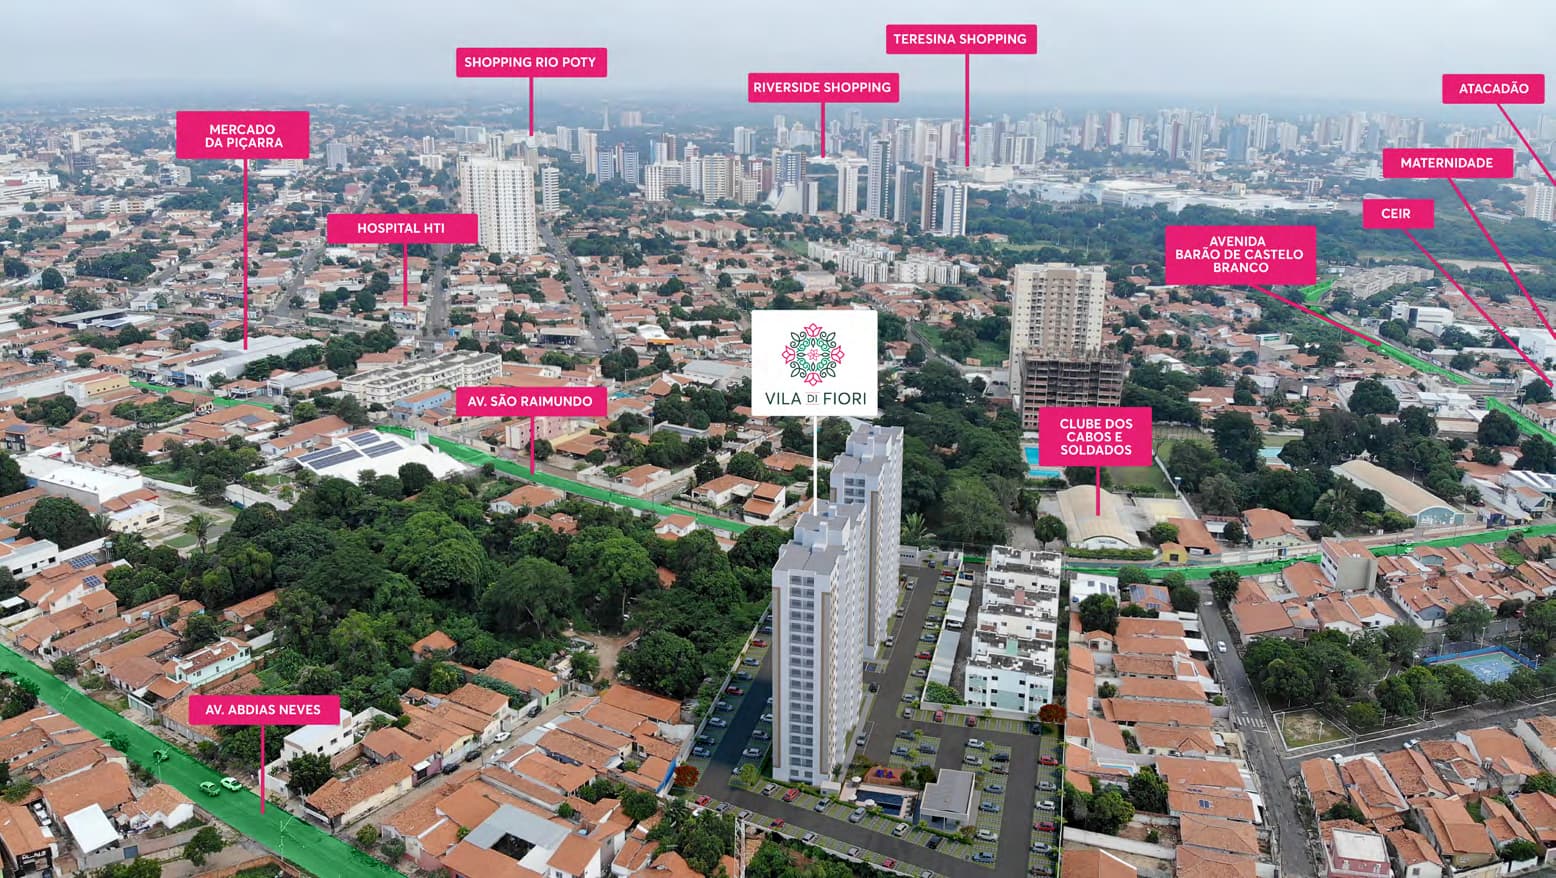 TERESINA SHOPPING
SHOPPING RIO POTY
RIVERSIDE SHOPPING
ATACADÃO
MERCADO
DA PIÇARRA
MATERNIDADE
CEIR
HOSPITAL HTI
AVENIDA
BARÃO DE CASTELO
BRANCO
VILA DI FIORI
AV. SÃO RAIMUNDO
CLUBE DOS
CABOS E
SOLDADOS
AV. ABDIAS NEVES